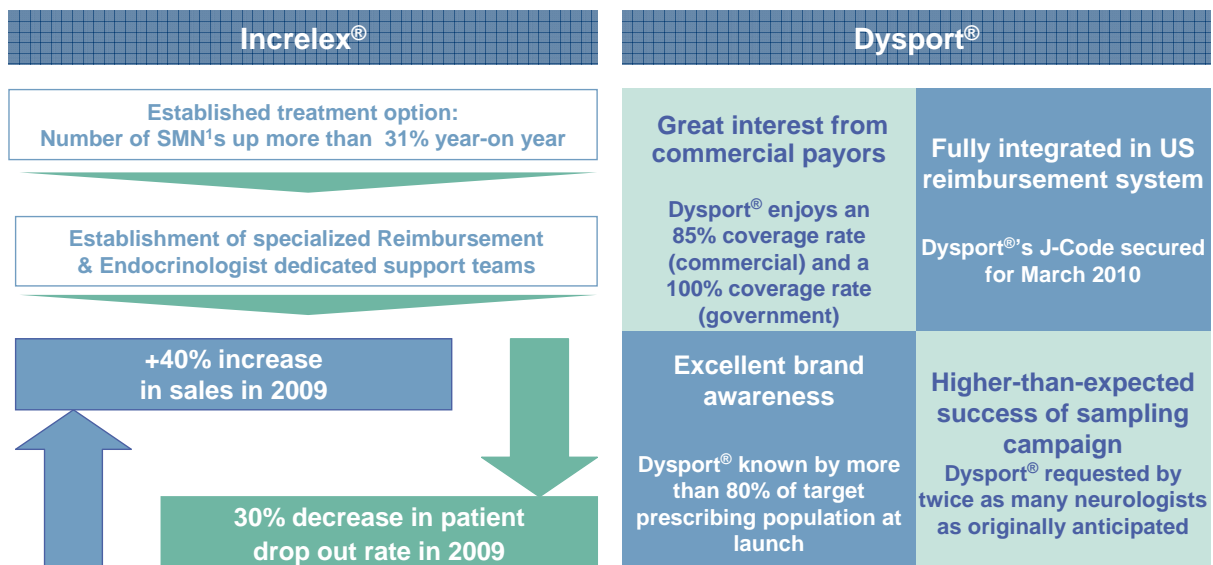 Increlex®
Established treatment option:
Number of SMN¹s up more than 31% year-on year
Establishment of specialized Reimbursement
& Endocrinologist dedicated support teams
+40% increase
in sales in 2009
30% decrease in patient
drop out rate in 2009
Dysport®
Great interest from
commercial payors
Dysport® enjoys an
85% coverage rate
(commercial) and a
100% coverage rate
(government)
Fully integrated in US
reimbursement system
Dysport®'s J-Code secured
for March 2010
Excellent brand
awareness
Dysport® known by more
than 80% of target
prescribing population at
launch
Higher-than-expected
success of sampling
campaign
Dysport® requested by
twice as many neurologists
as originally anticipated